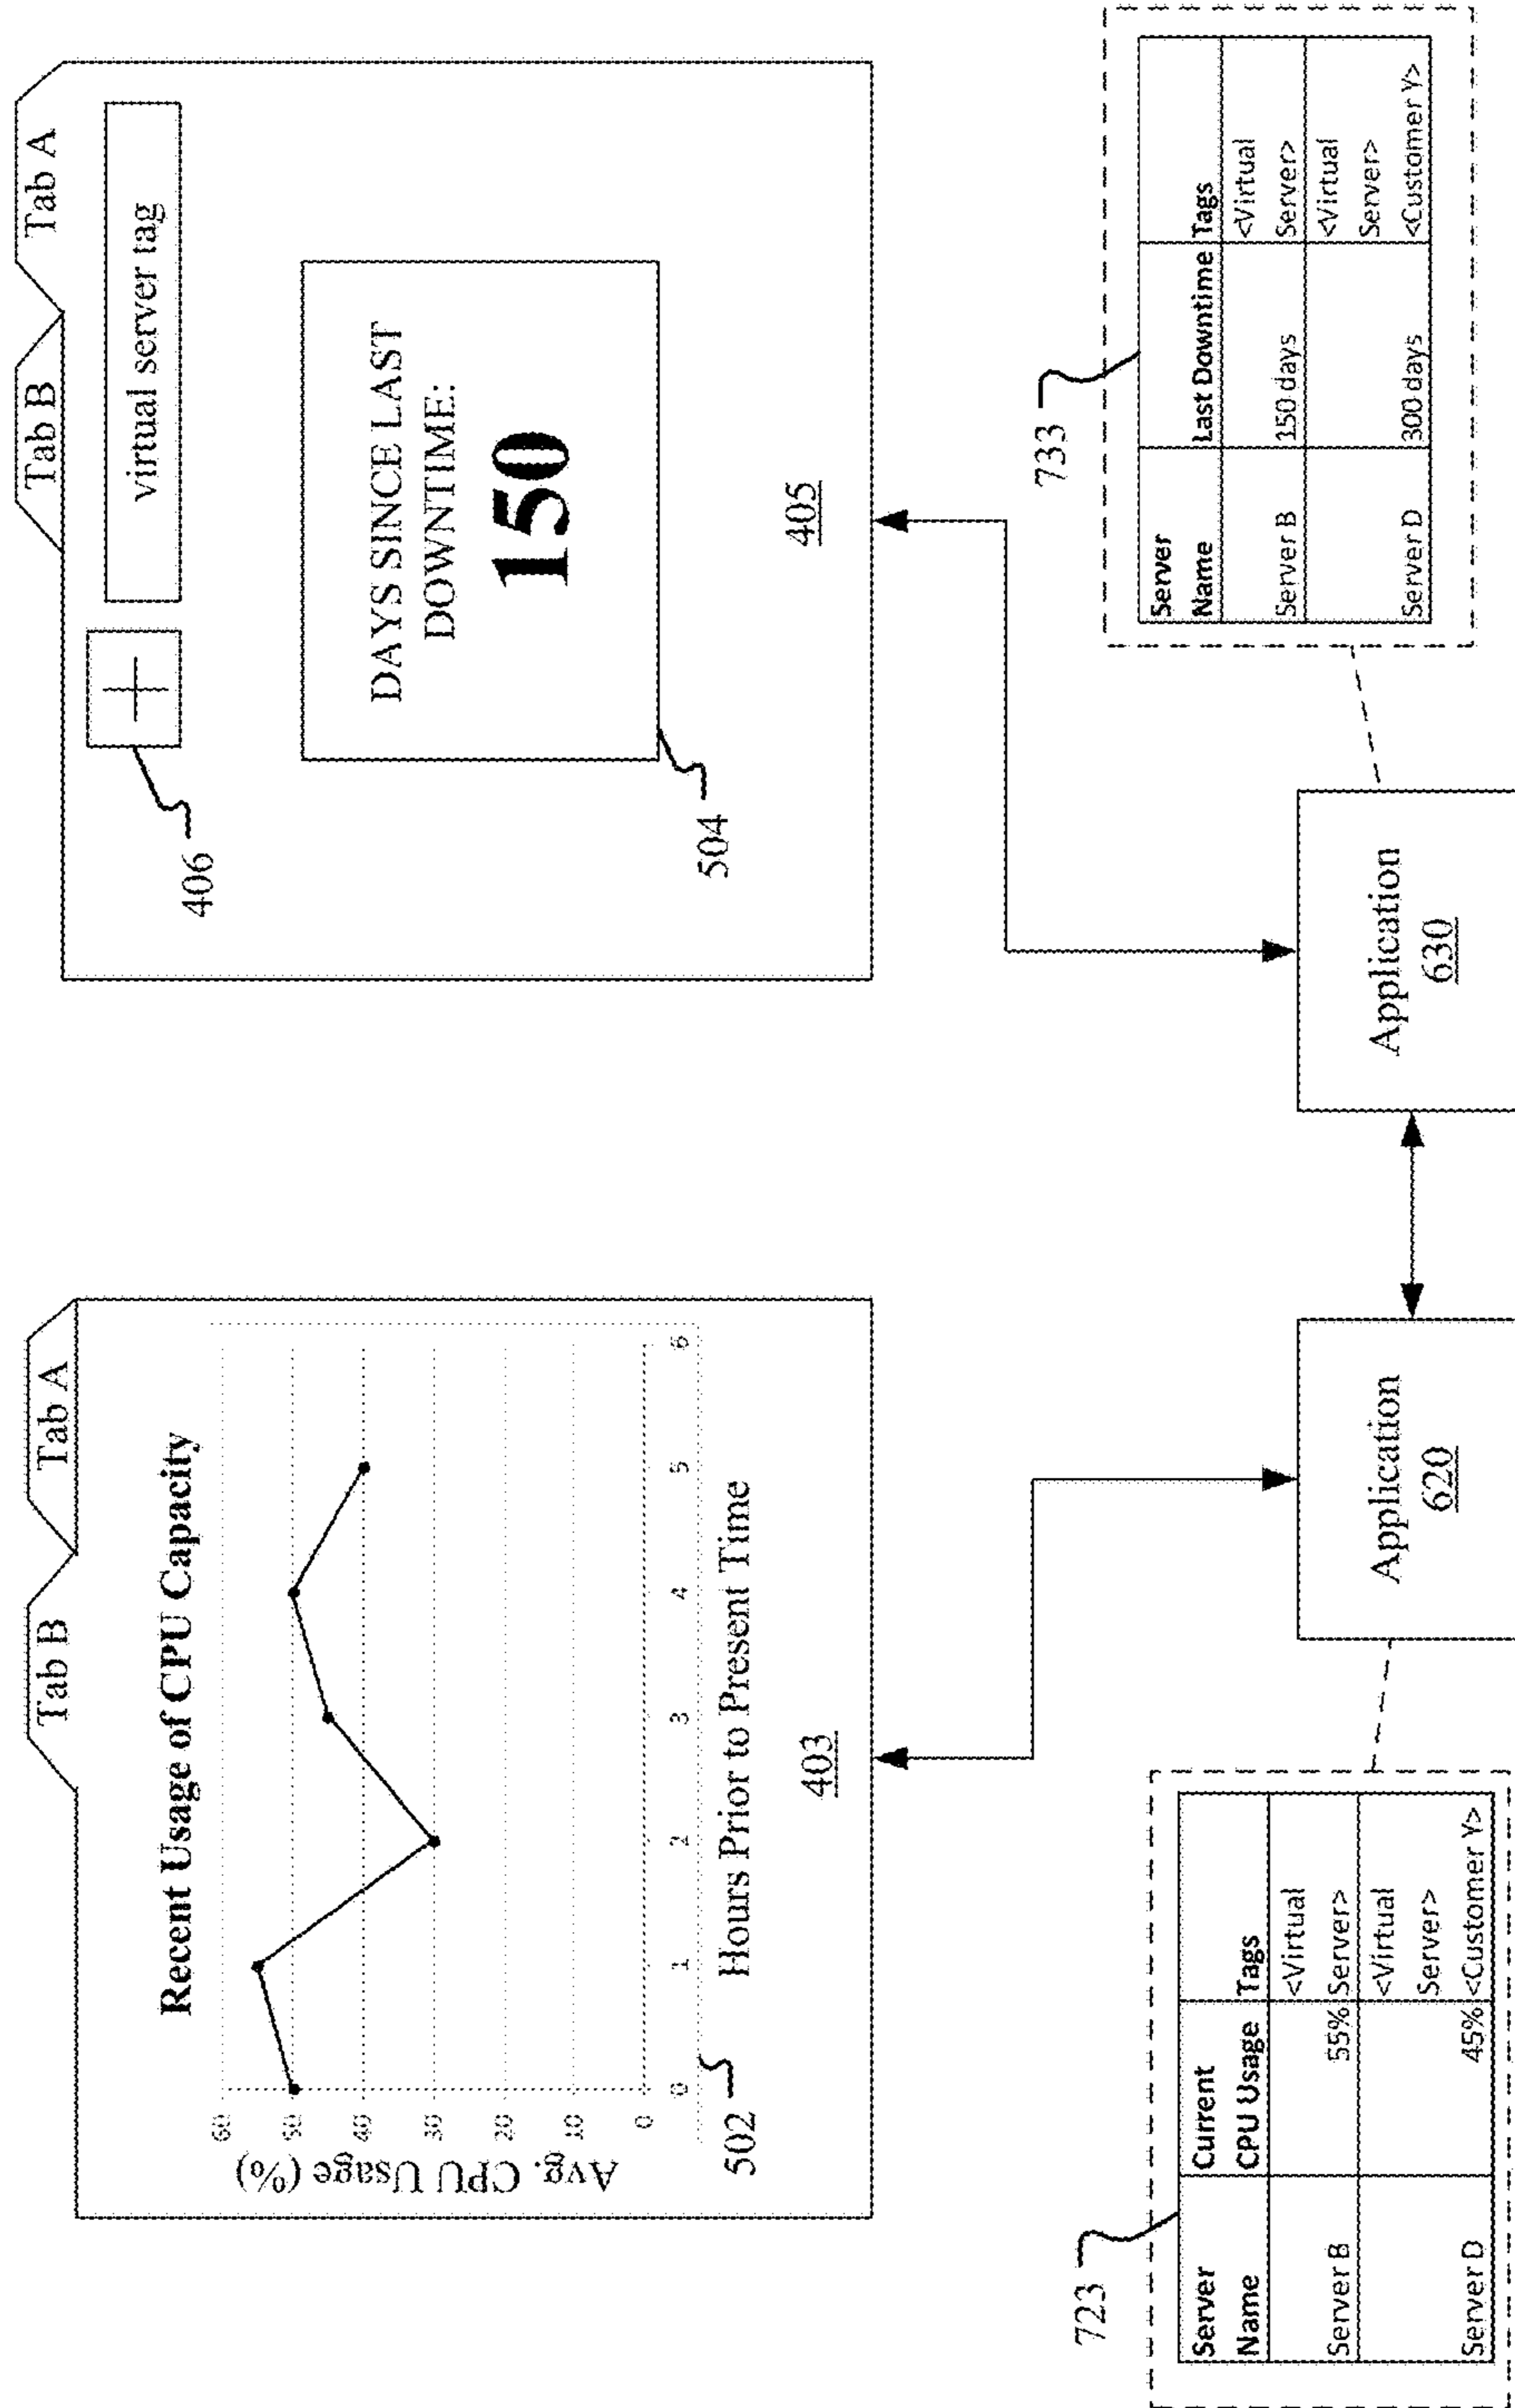 Tab B
Tab A
Recent Usage of CPU Capacity
Avg. CPU Usage (%)
60
50
40
30
20
10
0
0
1
2
3
4
5
6
Hours Prior to Present Time
502
403
Tab B
Tab A
406
virtual server tag
DAYS SINCE LAST
DOWNTIME:
150
504
405
723
Server
Name
Current
CPU Usage
Tags
Server B
55%
<Virtual
Server>
Server D
45%
<Virtual
Server>
<Customer Y>
Application
620
Application
630
733
Server
Name
Last Downtime
Tags
Server B
150 days
<Virtual
Server>
Server D
300 days
<Virtual
Server>
<Customer Y>